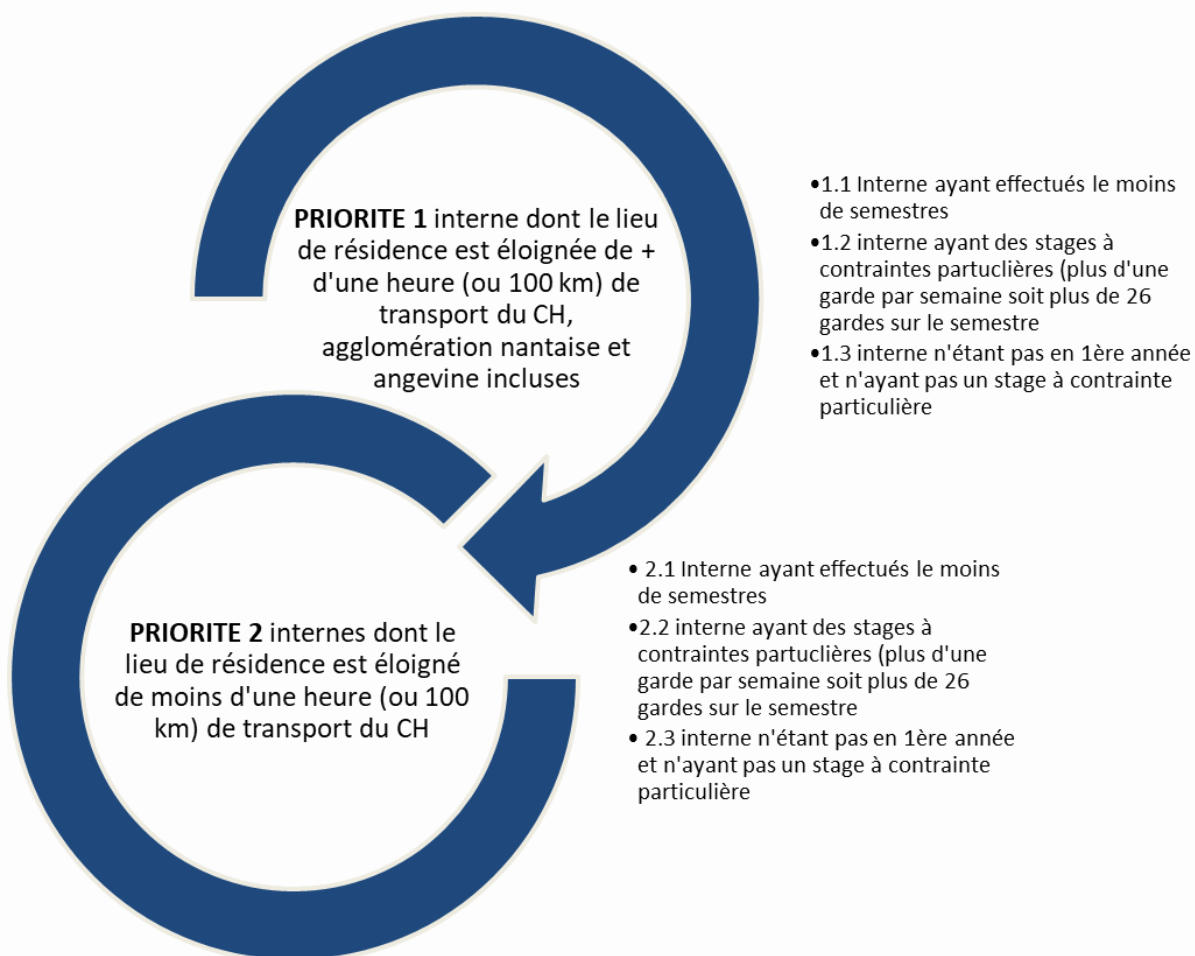 PRIORITE 1 interne dont le lieu
de résidence est éloignée de +
d'une heure (ou 100 km) de
transport du CH,
agglomération nantaise et
angevine incluses
•1.1 Interne ayant effectués le moins
de semestres
•1.2 interne ayant des stages à
contraintes partuclières (plus d'une
garde par semaine soit plus de 26
gardes sur le semestre
•1.3 interne n'étant pas en 1ère année
et n'ayant pas un stage à contrainte
particulière
PRIORITE 2 internes dont le
lieu de résidence est éloigné
de moins d'une heure (ou 100
km) de transport du CH
• 2.1 Interne ayant effectués le moins
de semestres
•2.2 interne ayant des stages à
contraintes partuclières (plus d'une
garde par semaine soit plus de 26
gardes sur le semestre
• 2.3 interne n'étant pas en 1ère année
et n'ayant pas un stage à contrainte
particulière